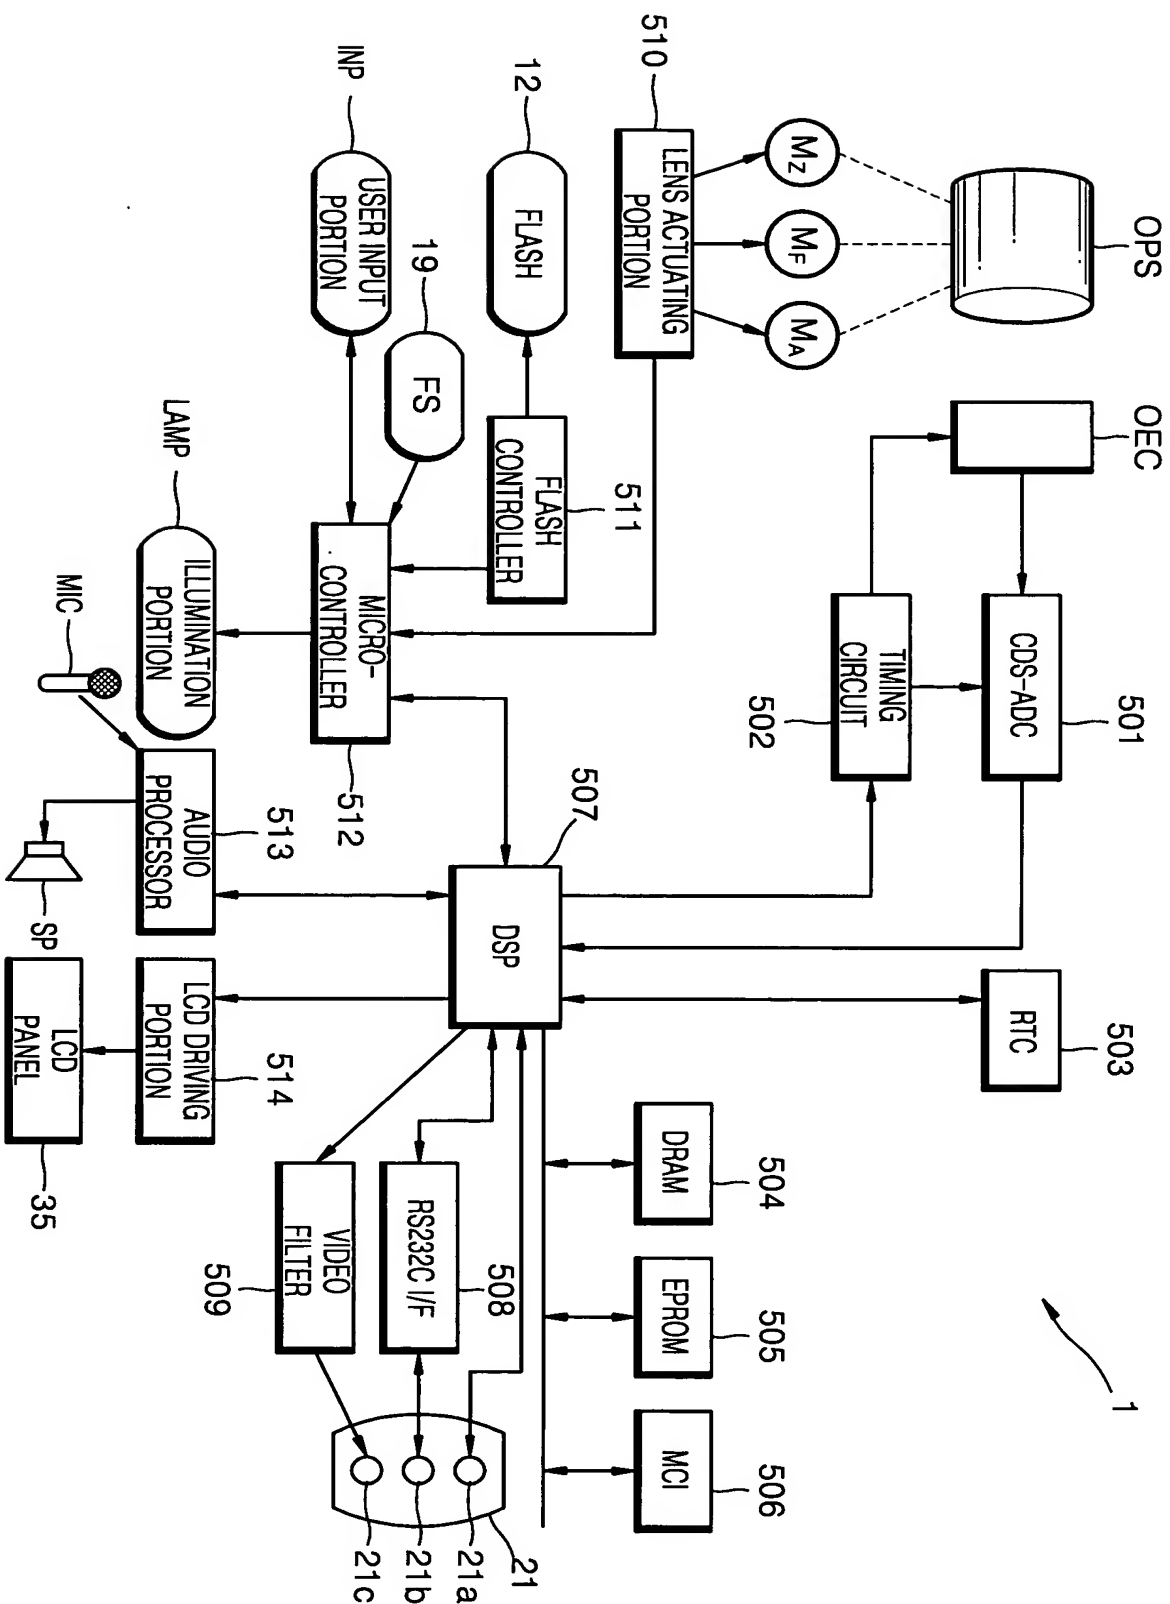 OPS
OEC
501
CDS-ADC
503
RTC
1
MZ
MF
MA
TIMING
CIRCUIT
502
504
DRAM
505
EPROM
506
MCI
510
LENS ACTUATING
PORTION
511
FLASH
CONTROLLER
507
DSP
12
FLASH
19
FS
508
RS232C I/F
21
21a
21b
21c
INP
USER INPUT
PORTION
MICRO-
CONTROLLER
512
VIDEO
FILTER
509
LAMP
ILLUMINATION
PORTION
513
AUDIO
PROCESSOR
514
LCD DRIVING
PORTION
MIC
SP
LCD
PANEL
35